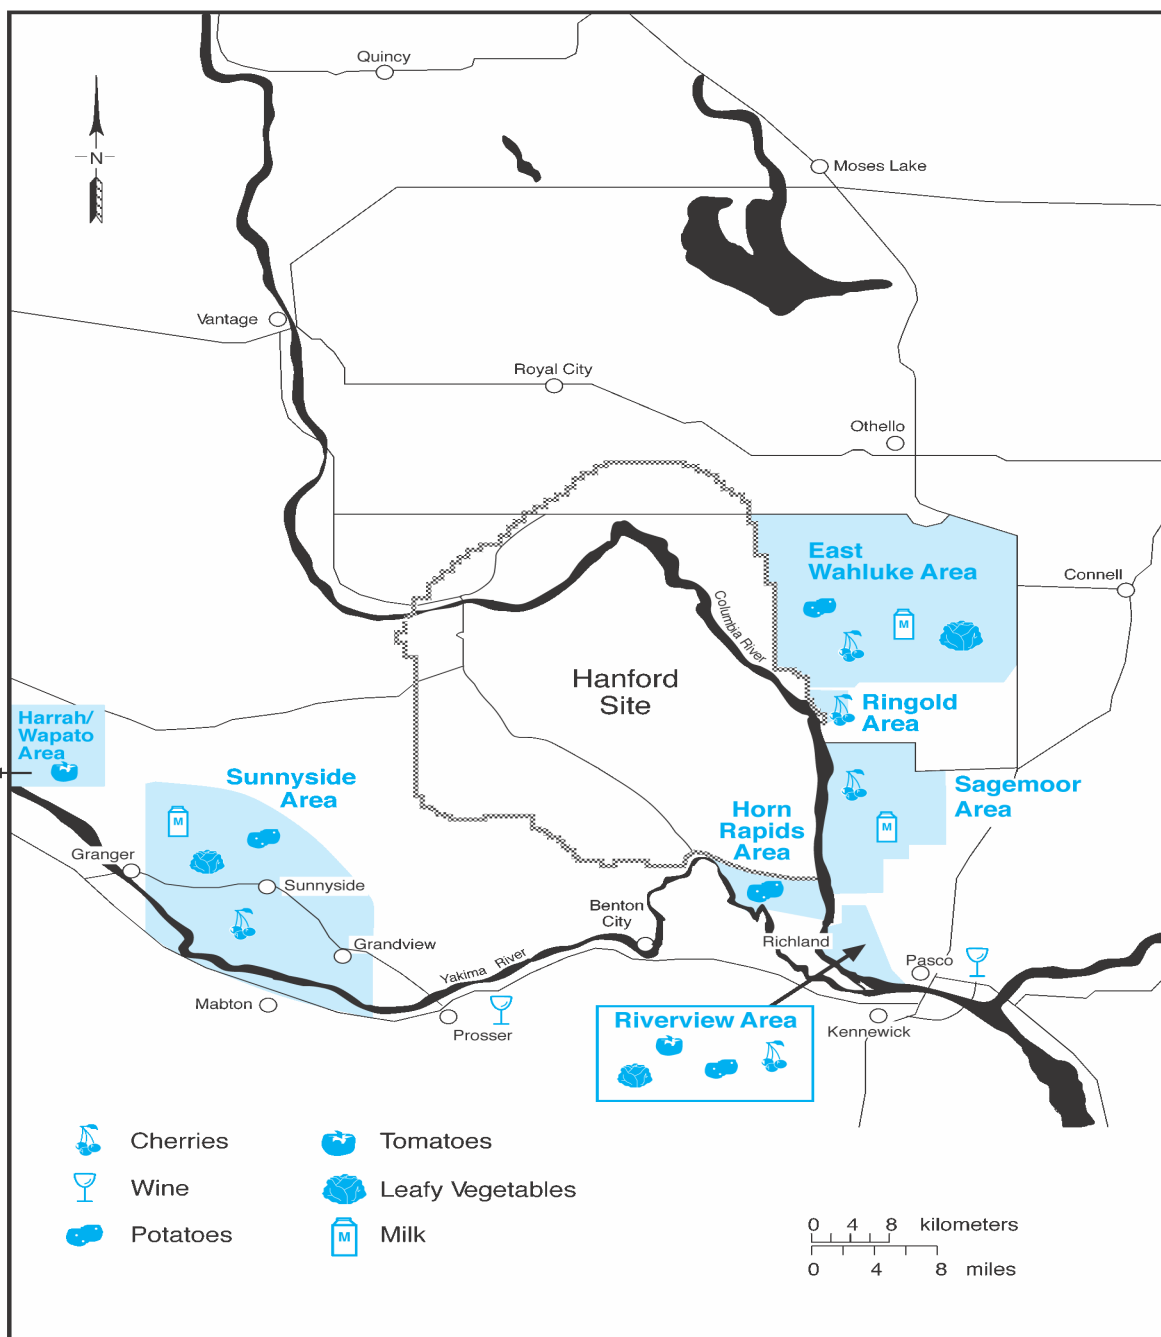 Quincy
N
Moses Lake
Vantage
Royal City
Othello
East
Wahluke Area
Connell
M
Columbia River
Hanford
Site
Ringold
Area
Harrah/
Wapato
Area
Sunnyside
Area
Sagemoor
Area
Horn
Rapids
Area
M
M
Granger
Sunnyside
Benton
City
Grandview
Richland
Yakima River
Pasco
Mabton
Prosser
Riverview Area
Kennewick
Cherries
Tomatoes
Wine
Leafy Vegetables
Potatoes
M
Milk
0 4 8 kilometers
0 4 8 miles